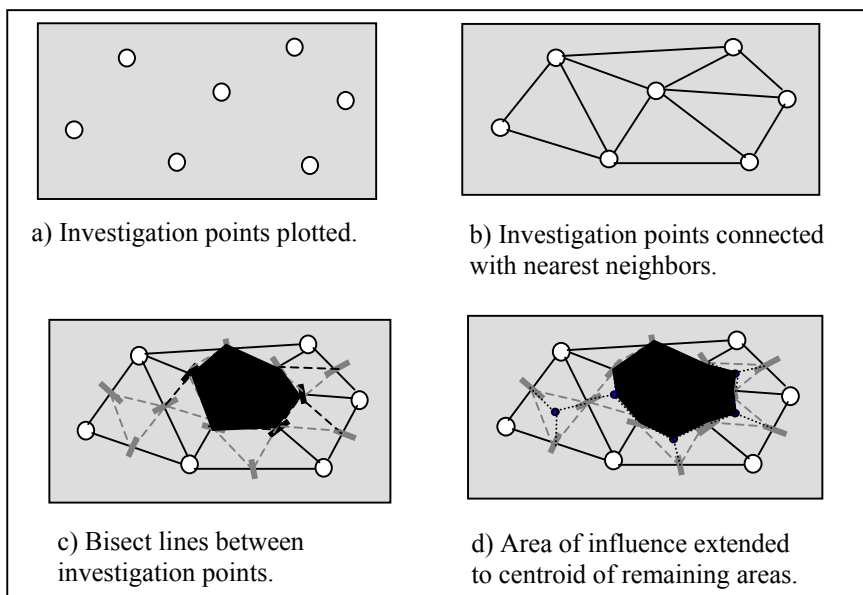 a) Investigation points plotted.
b) Investigation points connected
with nearest neighbors.
c) Bisect lines between
investigation points.
d) Area of influence extended
to centroid of remaining areas.